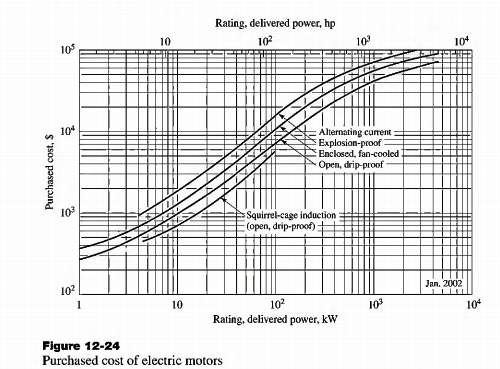 Rating, delivered power, hp
10 10² 10³ 10⁴
10⁵
10⁴
10³
10²
Purchased cost, $
Alternating current
Explosion-proof
Enclosed, fan-cooled
Open, drip-proof
Squirrel-cage induction
(open, drip-proof)
Jan. 2002
1 10 10² 10³ 10⁴
Rating, delivered power, kW
Figure 12-24
Purchased cost of electric motors